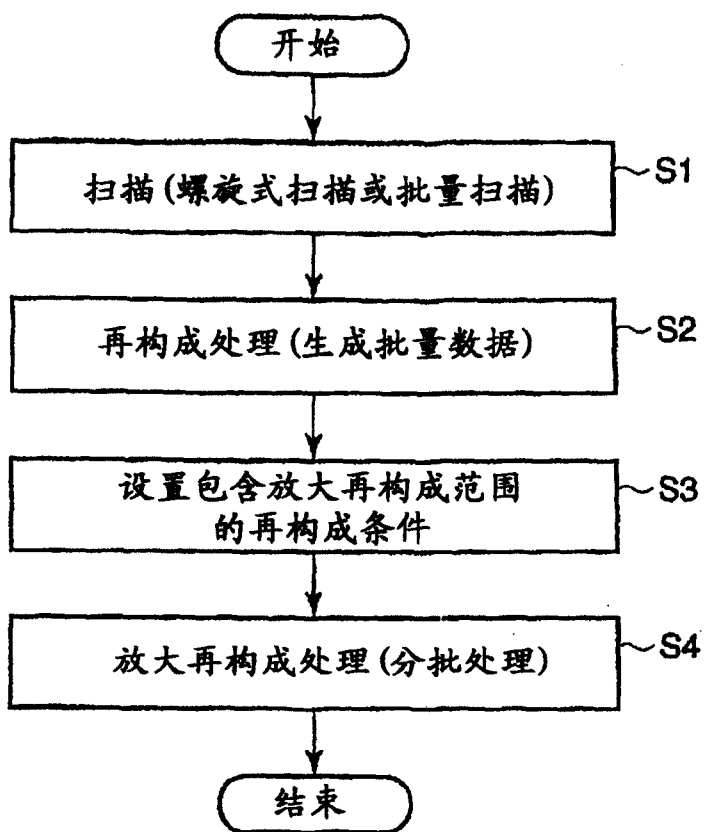 开始
扫描(螺旋式扫描或批量扫描)
S1
再构成处理(生成批量数据)
S2
设置包含放大再构成范围
的再构成条件
S3
放大再构成处理(分批处理)
S4
结束